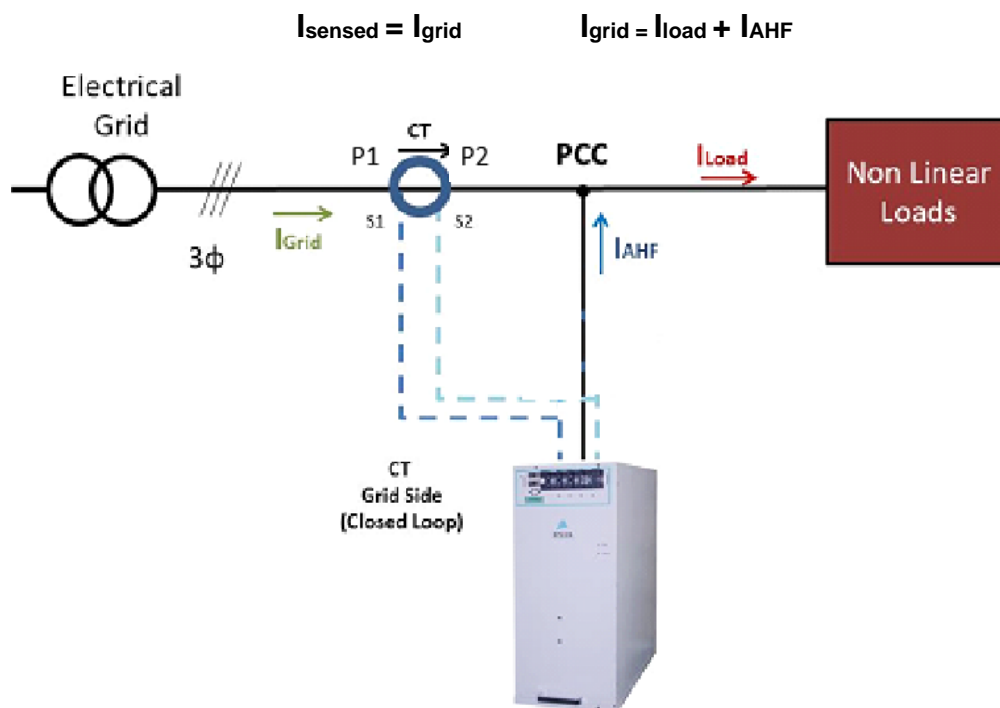 Isensed = Igrid
Igrid = Iload + IAHF
Electrical
Grid
CT
P1
P2
PCC
ILoad
Non Linear
Loads
S1
S2
IGrid
3ϕ
IAHF
CT
Grid Side
(Closed Loop)